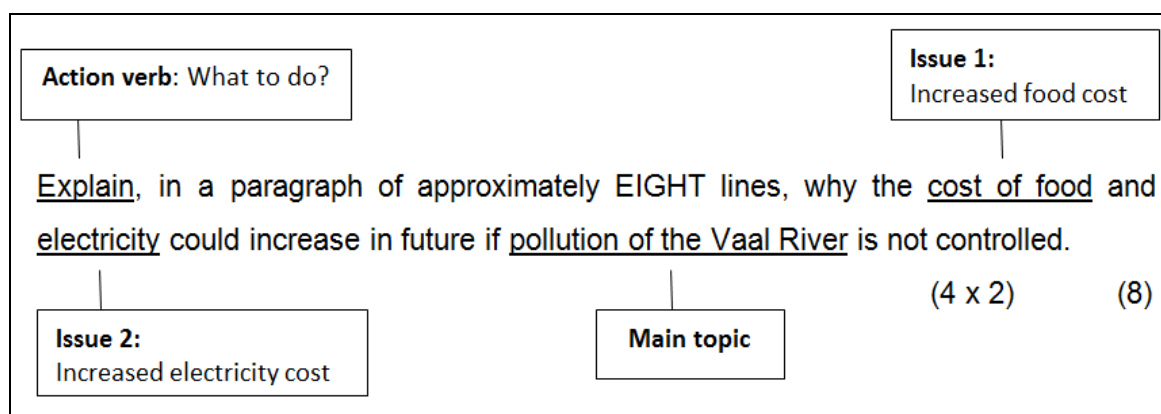 Action verb: What to do?
Issue 1:
Increased food cost
Explain, in a paragraph of approximately EIGHT lines, why the cost of food and
electricity could increase in future if pollution of the Vaal River is not controlled.
(4 x 2) (8)
Issue 2:
Increased electricity cost
Main topic